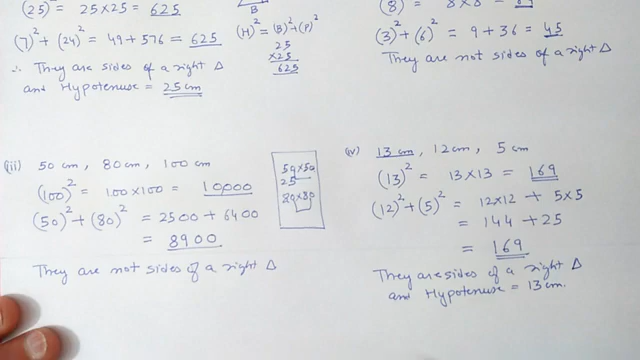 (25)² = 25×25 = 625
(7)² + (24)² = 49 + 576 = 625
∴ They are sides of a right Δ
and Hypotenuse = 25 cm
B
(H)² = (B)² + (P)²
25
×25
625
(8)² = 8×8 =
(3)² + (6)² = 9 + 36 = 45
They are not sides of a right Δ
(iii) 50 cm, 80 cm, 100 cm
(100)² = 100×100 = 10000
(50)² + (80)² = 2500 + 6400
= 8900
They are not sides of a right Δ
50×50
25
80×80
(iv) 13 cm, 12 cm, 5 cm
(13)² = 13×13 = 169
(12)² + (5)² = 12×12 + 5×5
= 144 + 25
= 169
They are sides of a right Δ
and Hypotenuse = 13 cm.